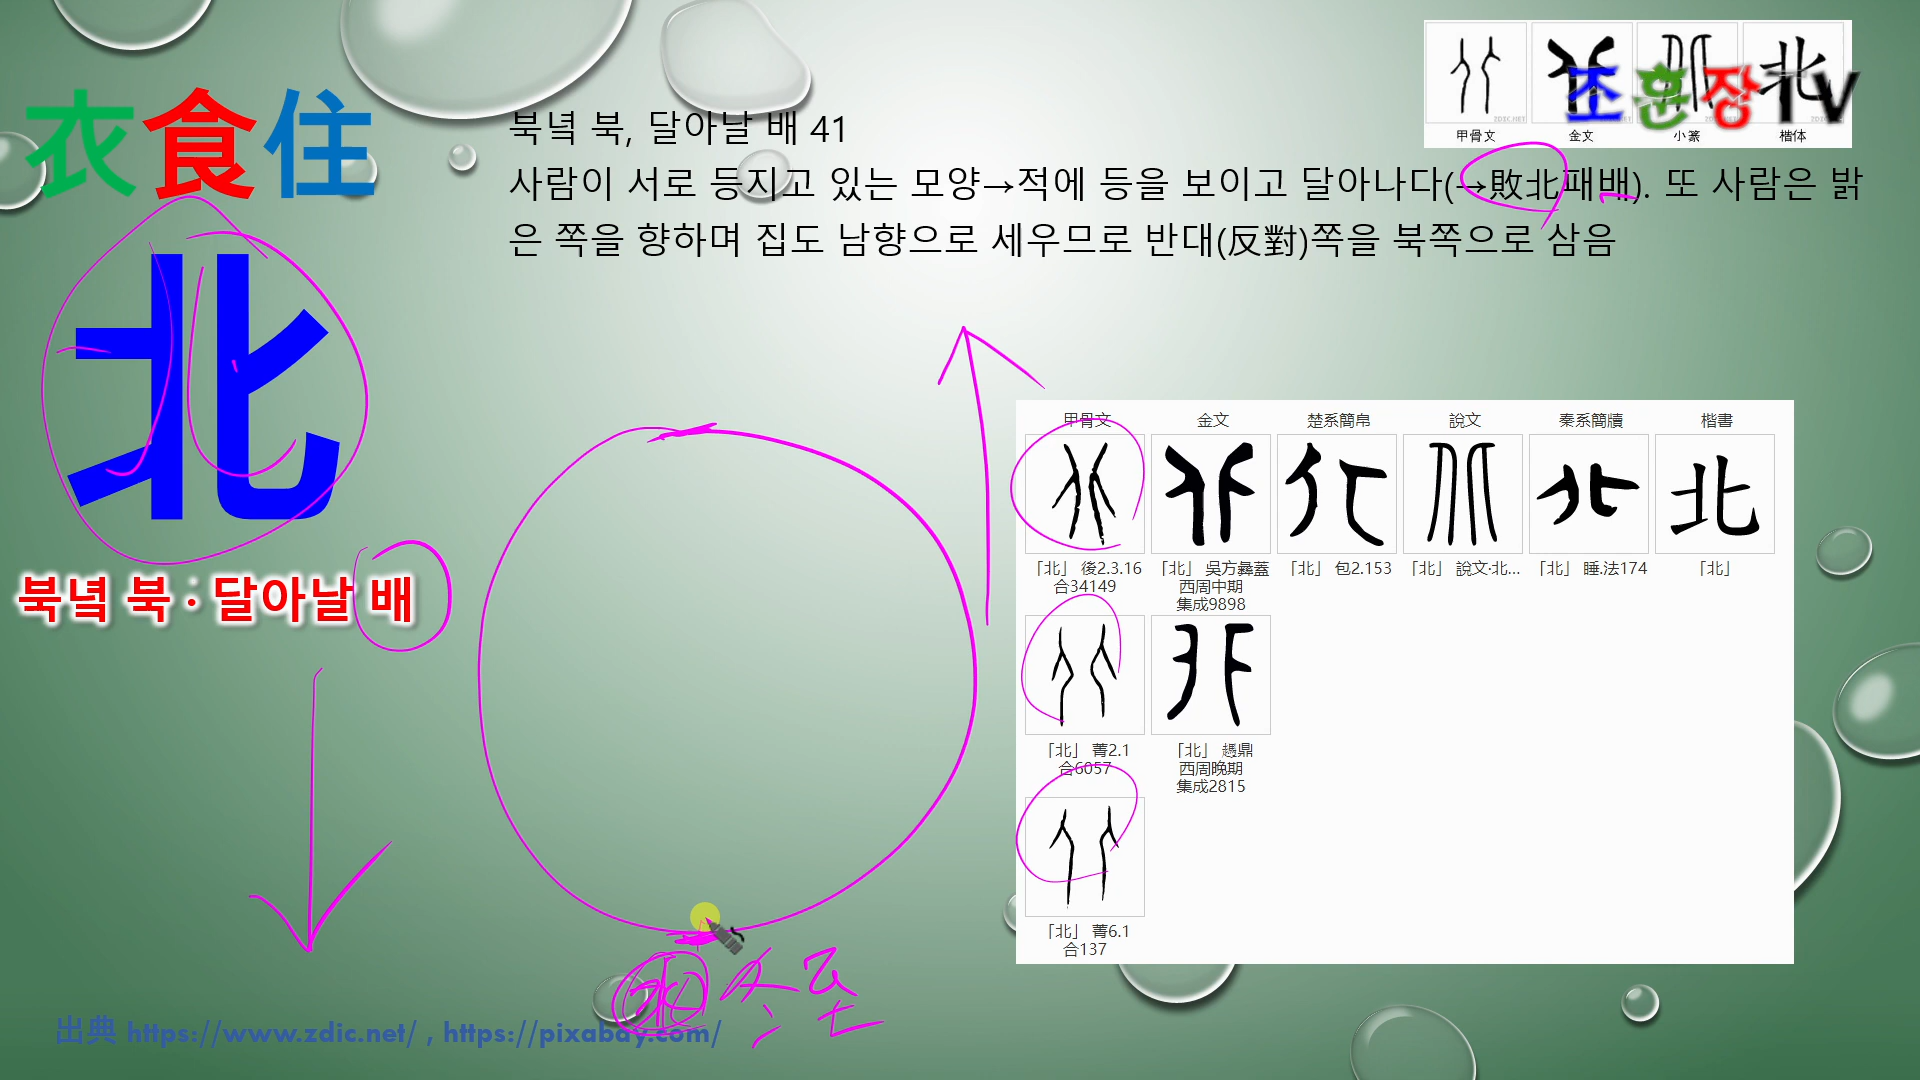 衣食住
北
북녘 북 · 달아날 배
북녘 북, 달아날 배 41
사람이 서로 등지고 있는 모양→적에 등을 보이고 달아나다(→敗北패배). 또 사람은 밝
은 쪽을 향하며 집도 남향으로 세우므로 반대(反對)쪽을 북쪽으로 삼음
北
甲骨文 金文 小篆 楷体
조훈장TV
甲骨文 金文 楚系簡帛 說文 秦系簡牘 楷書
北
「北」 後2.3.16 「北」 吳方彝蓋 「北」 包2.153 「北」 說文·北... 「北」 睡.法174 「北」
合34149 西周中期
集成9898
「北」 菁2.1 「北」 鼎
合6057 西周晚期
集成2815
「北」 菁6.1
合137
北 冬至
出典 https://www.zdic.net/ , https://pixabay.com/